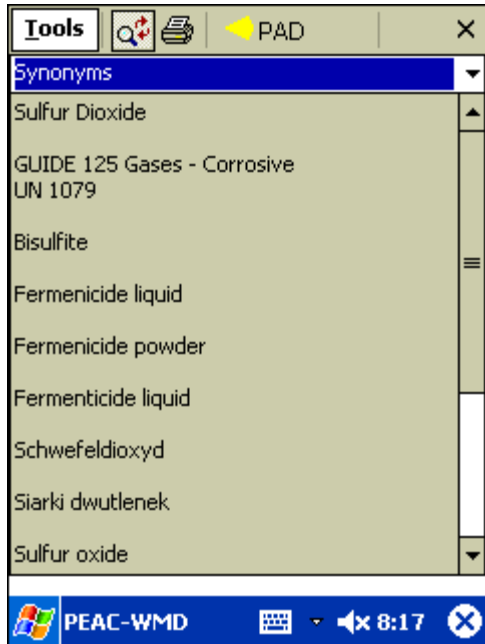 Tools PAD
Synonyms
Sulfur Dioxide
GUIDE 125 Gases - Corrosive
UN 1079
Bisulfite
Fermenicide liquid
Fermenicide powder
Fermenticide liquid
Schwefeldioxyd
Siarki dwutlenek
Sulfur oxide
PEAC-WMD 8:17